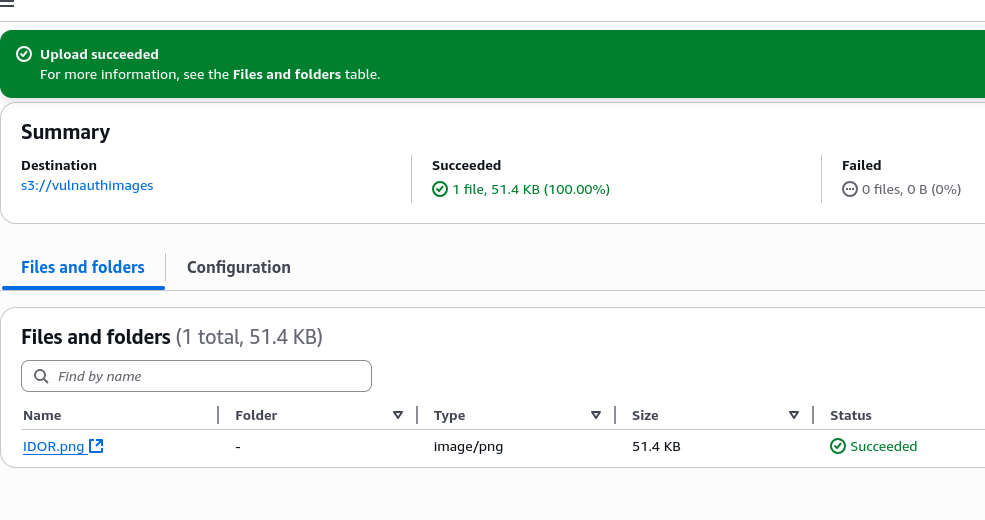 Upload succeeded
For more information, see the Files and folders table.
Summary
Destination
s3://vulnauthimages
Succeeded
1 file, 51.4 KB (100.00%)
Failed
0 files, 0 B (0%)
Files and folders
Configuration
Files and folders (1 total, 51.4 KB)
Find by name
Name Folder Type Size Status
IDOR.png - image/png 51.4 KB Succeeded